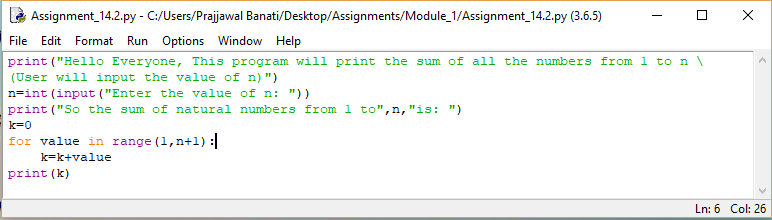 Assignment_14.2.py - C:/Users/Prajjawal Banati/Desktop/Assignments/Module_1/Assignment_14.2.py (3.6.5)
File Edit Format Run Options Window Help
print("Hello Everyone, This program will print the sum of all the numbers from 1 to n \
(User will input the value of n)")
n=int(input("Enter the value of n: "))
print("So the sum of natural numbers from 1 to",n,"is: ")
k=0
for value in range(1,n+1):
    k=k+value
print(k)
Ln: 6 Col: 26